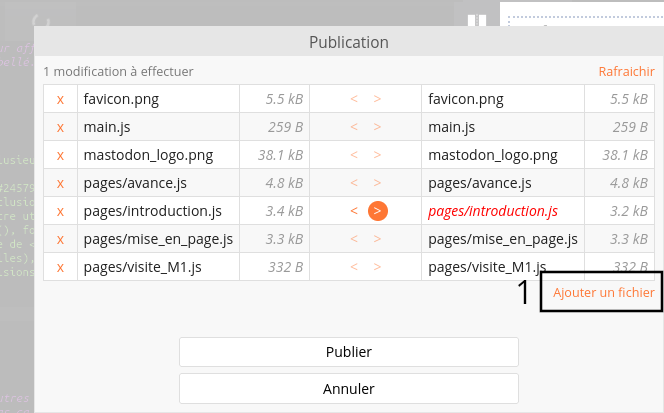 Publication
1 modification à effectuer Rafraichir
x favicon.png 5.5 kB < > favicon.png 5.5 kB
x main.js 259 B < > main.js 259 B
x mastodon_logo.png 38.1 kB < > mastodon_logo.png 38.1 kB
x pages/avance.js 4.8 kB < > pages/avance.js 4.8 kB
x pages/introduction.js 3.4 kB < > pages/introduction.js 3.2 kB
x pages/mise_en_page.js 3.3 kB < > pages/mise_en_page.js 3.3 kB
x pages/visite_M1.js 332 B < > pages/visite_M1.js 332 B
1 Ajouter un fichier
Publier
Annuler